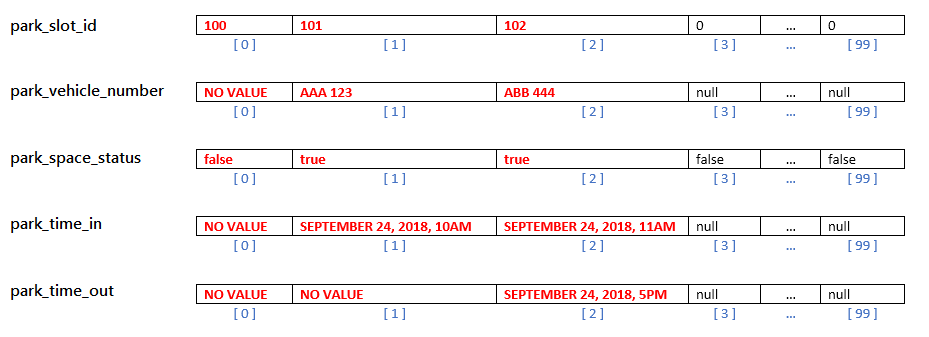 park_slot_id 100 101 102 0 ... 0
[ 0 ] [ 1 ] [ 2 ] [ 3 ] ... [ 99 ]
park_vehicle_number NO VALUE AAA 123 ABB 444 null ... null
[ 0 ] [ 1 ] [ 2 ] [ 3 ] ... [ 99 ]
park_space_status false true true false ... false
[ 0 ] [ 1 ] [ 2 ] [ 3 ] ... [ 99 ]
park_time_in NO VALUE SEPTEMBER 24, 2018, 10AM SEPTEMBER 24, 2018, 11AM null ... null
[ 0 ] [ 1 ] [ 2 ] [ 3 ] ... [ 99 ]
park_time_out NO VALUE NO VALUE SEPTEMBER 24, 2018, 5PM null ... null
[ 0 ] [ 1 ] [ 2 ] [ 3 ] ... [ 99 ]